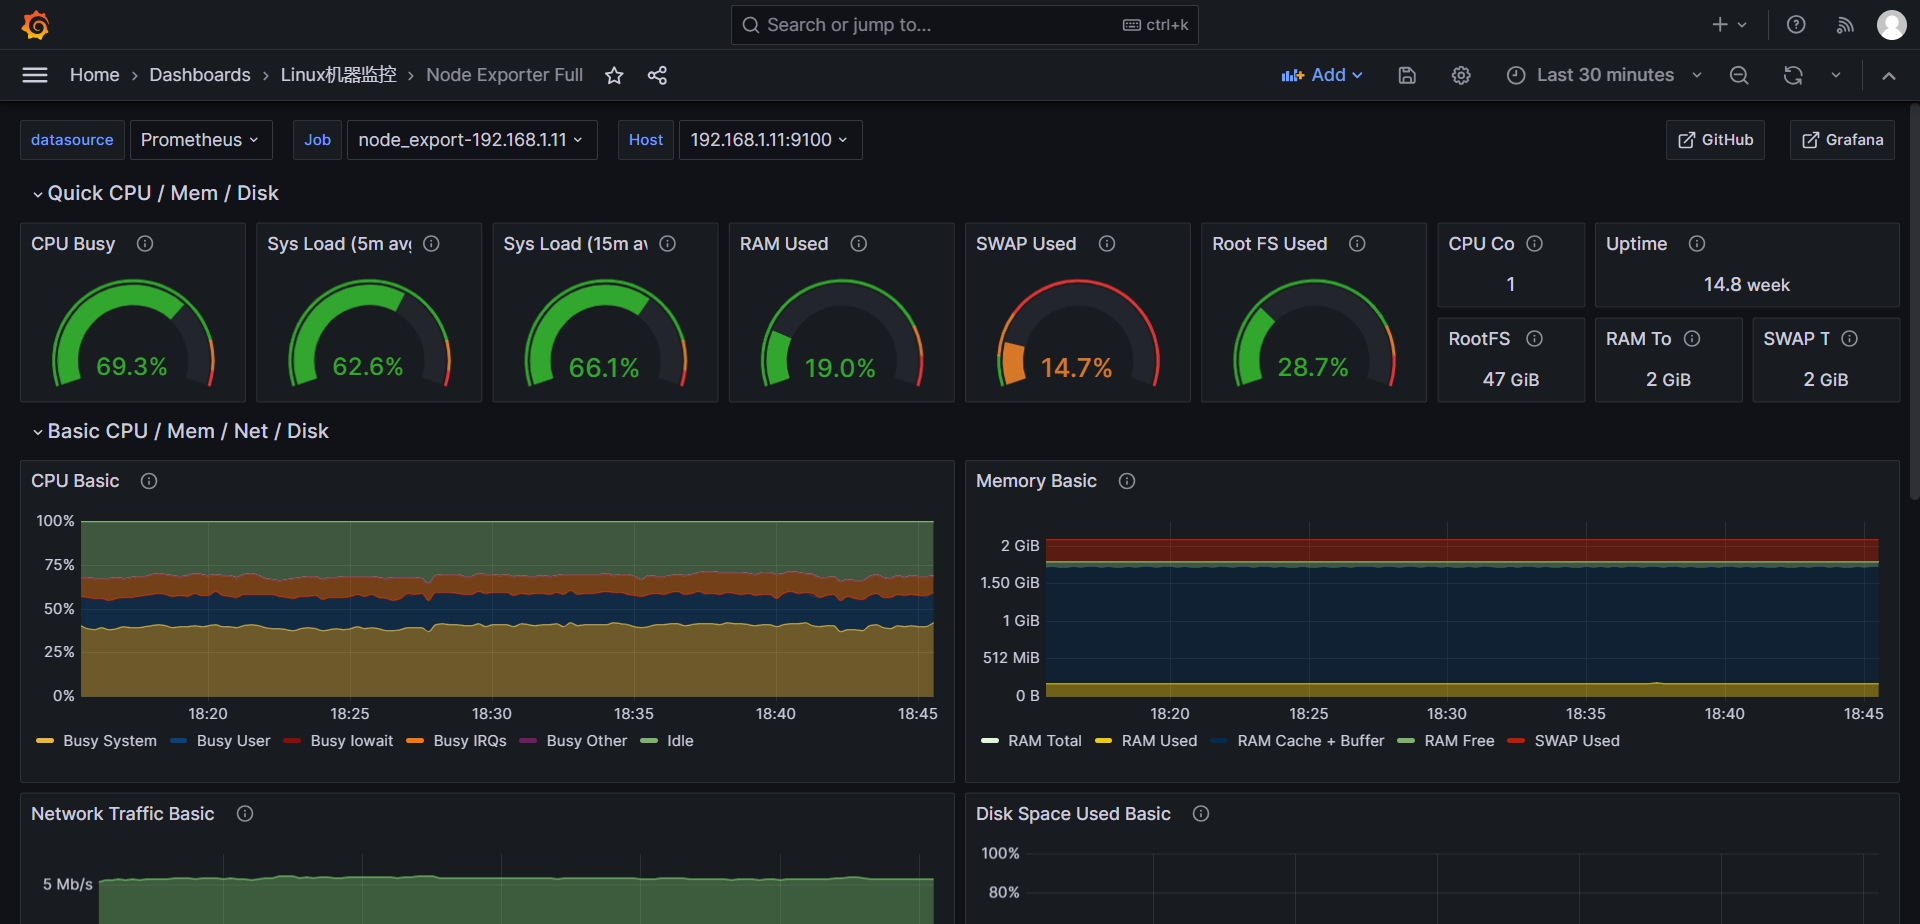 Search or jump to... ctrl+k
Home › Dashboards › Linux机器监控 › Node Exporter Full
Add
Last 30 minutes
datasource Prometheus Job node_export-192.168.1.11 Host 192.168.1.11:9100 GitHub Grafana
Quick CPU / Mem / Disk
CPU Busy
69.3%
Sys Load (5m avg
62.6%
Sys Load (15m av
66.1%
RAM Used
19.0%
SWAP Used
14.7%
Root FS Used
28.7%
CPU Co
1
Uptime
14.8 week
RootFS
47 GiB
RAM To
2 GiB
SWAP T
2 GiB
Basic CPU / Mem / Net / Disk
CPU Basic
100%
75%
50%
25%
0%
18:20 18:25 18:30 18:35 18:40 18:45
Busy System Busy User Busy Iowait Busy IRQs Busy Other Idle
Memory Basic
2 GiB
1.50 GiB
1 GiB
512 MiB
0 B
18:20 18:25 18:30 18:35 18:40 18:45
RAM Total RAM Used RAM Cache + Buffer RAM Free SWAP Used
Network Traffic Basic
5 Mb/s
Disk Space Used Basic
100%
80%